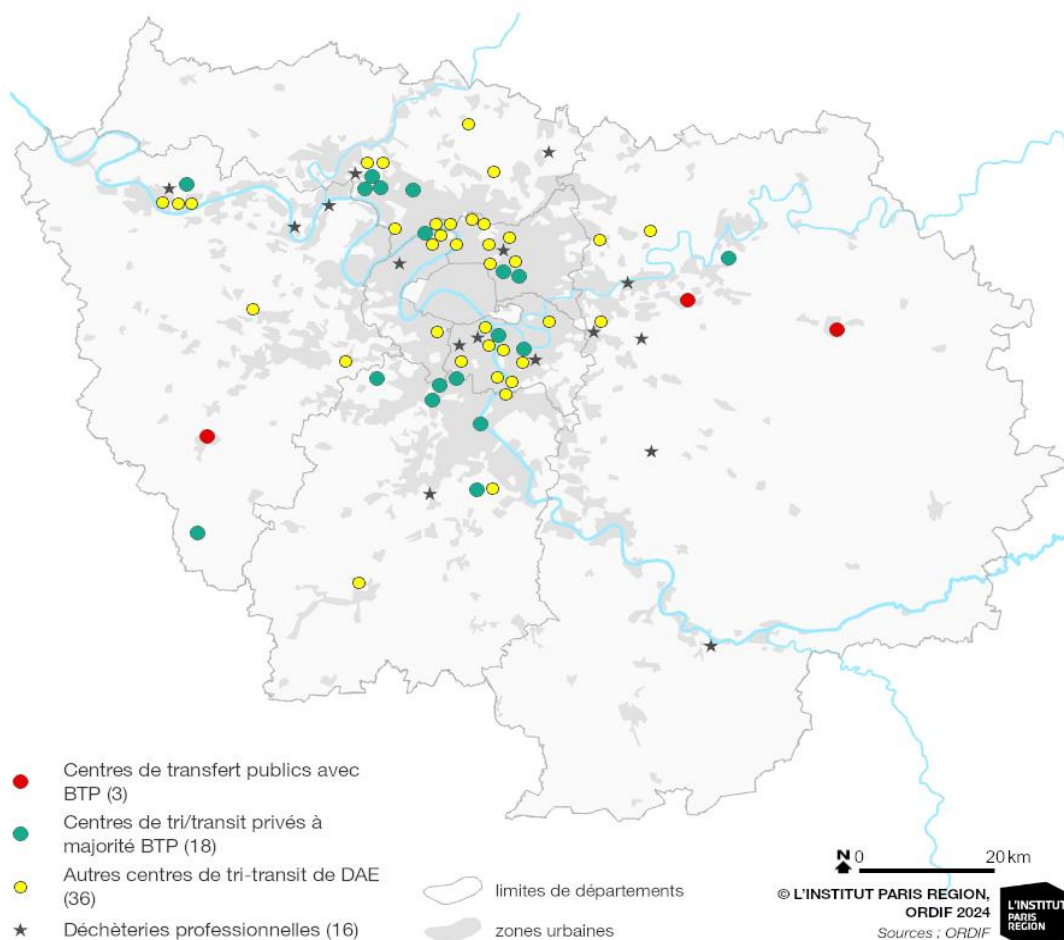 Centres de transfert publics avec
BTP (3)
Centres de tri/transit privés à
majorité BTP (18)
Autres centres de tri-transit de DAE
(36)
Déchèteries professionnelles (16)
limites de départements
zones urbaines
N 0 20 km
© L'INSTITUT PARIS REGION,
ORDIF 2024
Sources : ORDIF
L'INSTITUT
PARIS
REGION